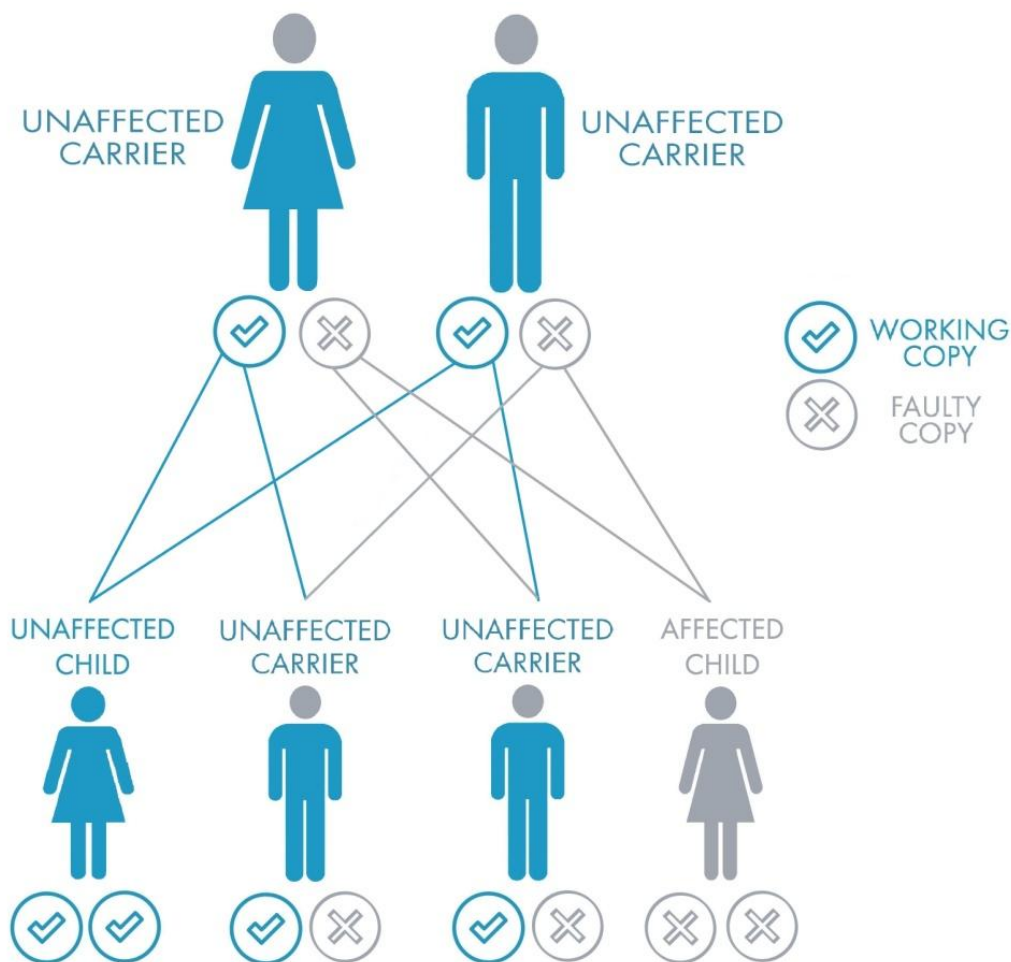 UNAFFECTED
CARRIER
UNAFFECTED
CARRIER
WORKING
COPY
FAULTY
COPY
UNAFFECTED
CHILD
UNAFFECTED
CARRIER
UNAFFECTED
CARRIER
AFFECTED
CHILD